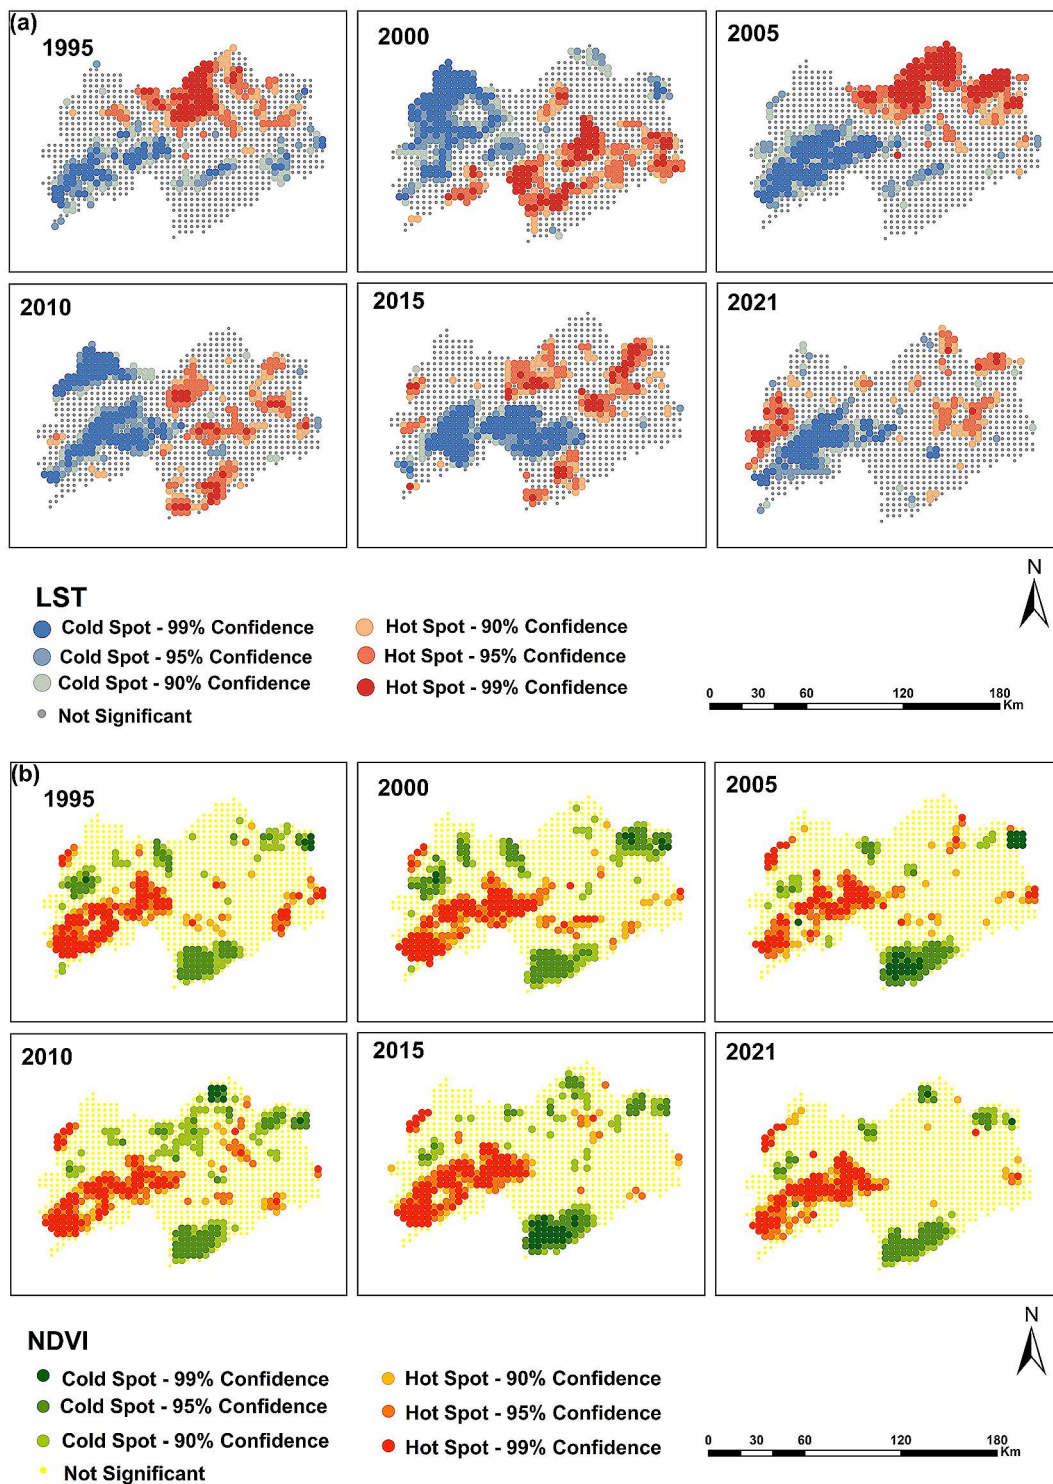 (a)
1995
2000
2005
2010
2015
2021
N
LST
Cold Spot - 99% Confidence
Cold Spot - 95% Confidence
Cold Spot - 90% Confidence
Not Significant
Hot Spot - 90% Confidence
Hot Spot - 95% Confidence
Hot Spot - 99% Confidence
0 30 60 120 180
Km
(b)
1995
2000
2005
2010
2015
2021
N
NDVI
Cold Spot - 99% Confidence
Cold Spot - 95% Confidence
Cold Spot - 90% Confidence
Not Significant
Hot Spot - 90% Confidence
Hot Spot - 95% Confidence
Hot Spot - 99% Confidence
0 30 60 120 180
Km